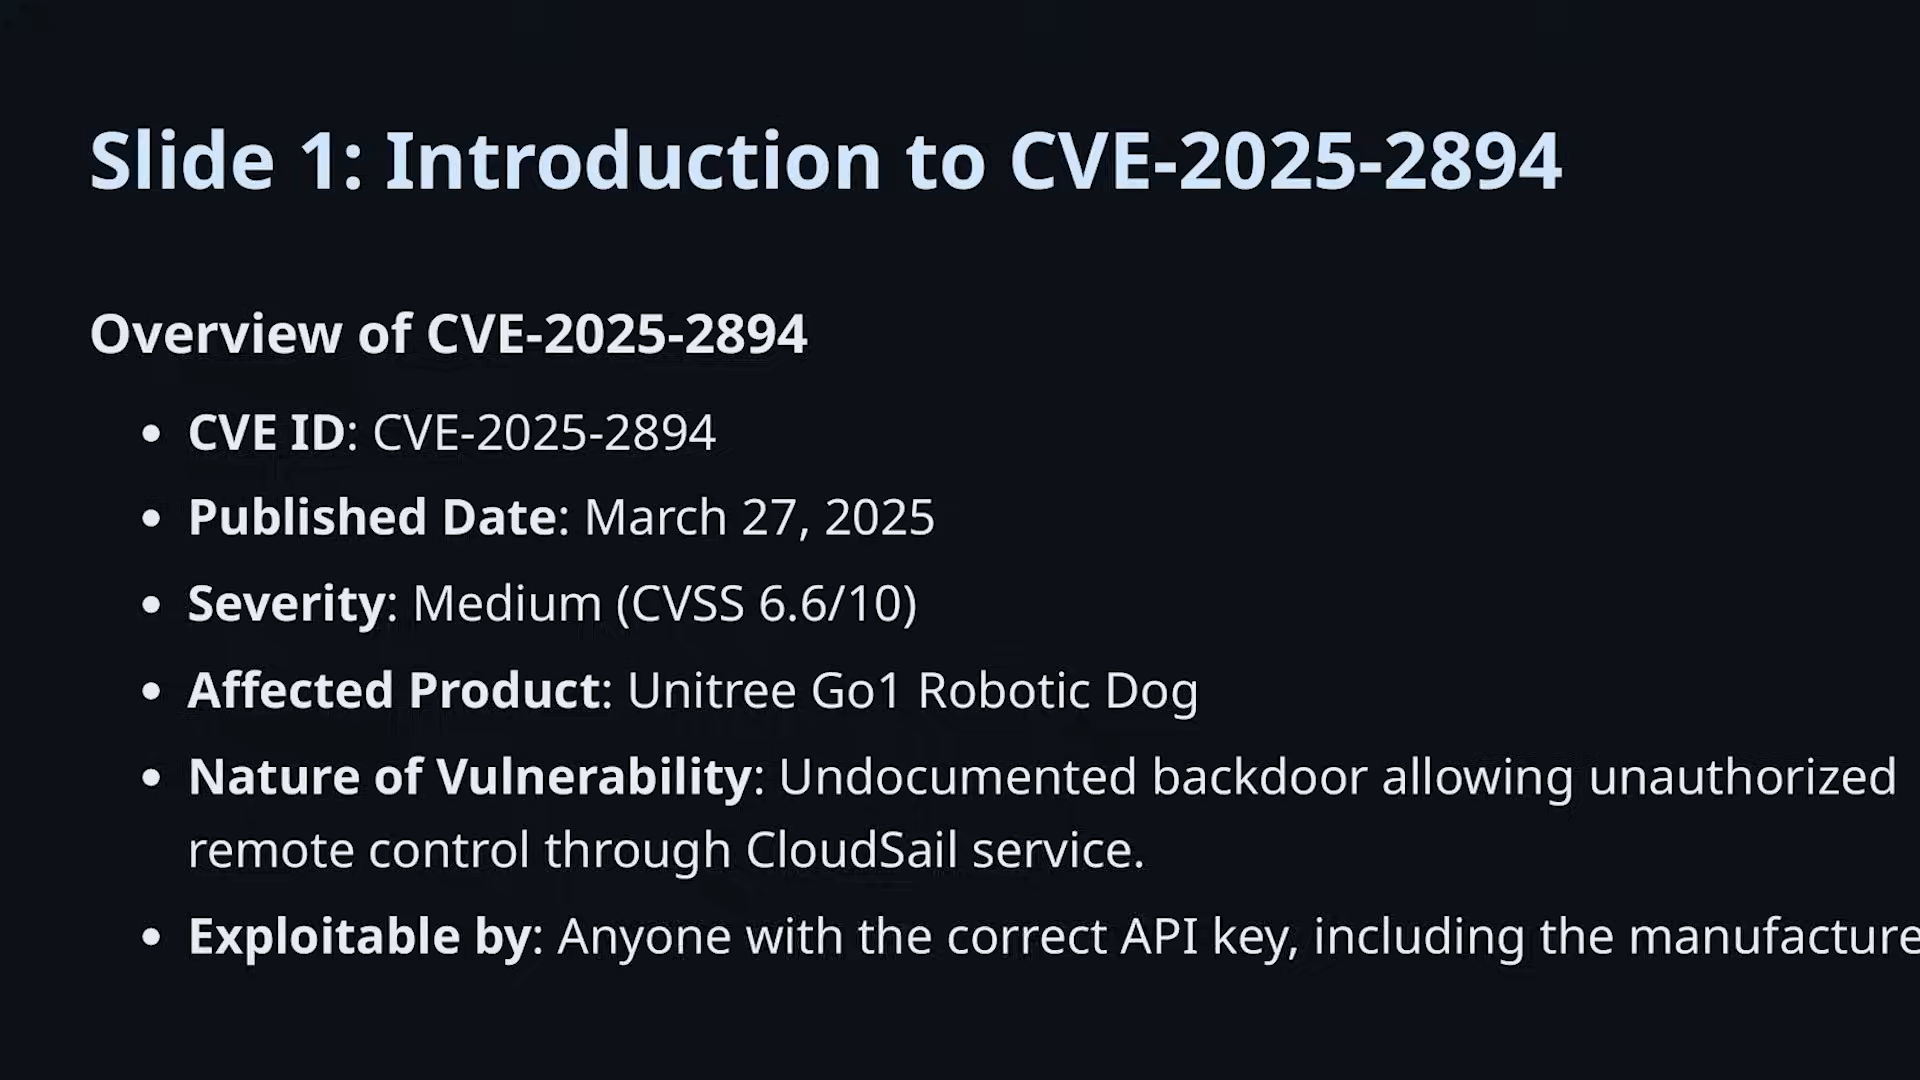 Slide 1: Introduction to CVE-2025-2894
Overview of CVE-2025-2894
• CVE ID: CVE-2025-2894
• Published Date: March 27, 2025
• Severity: Medium (CVSS 6.6/10)
• Affected Product: Unitree Go1 Robotic Dog
• Nature of Vulnerability: Undocumented backdoor allowing unauthorized
remote control through CloudSail service.
• Exploitable by: Anyone with the correct API key, including the manufacture